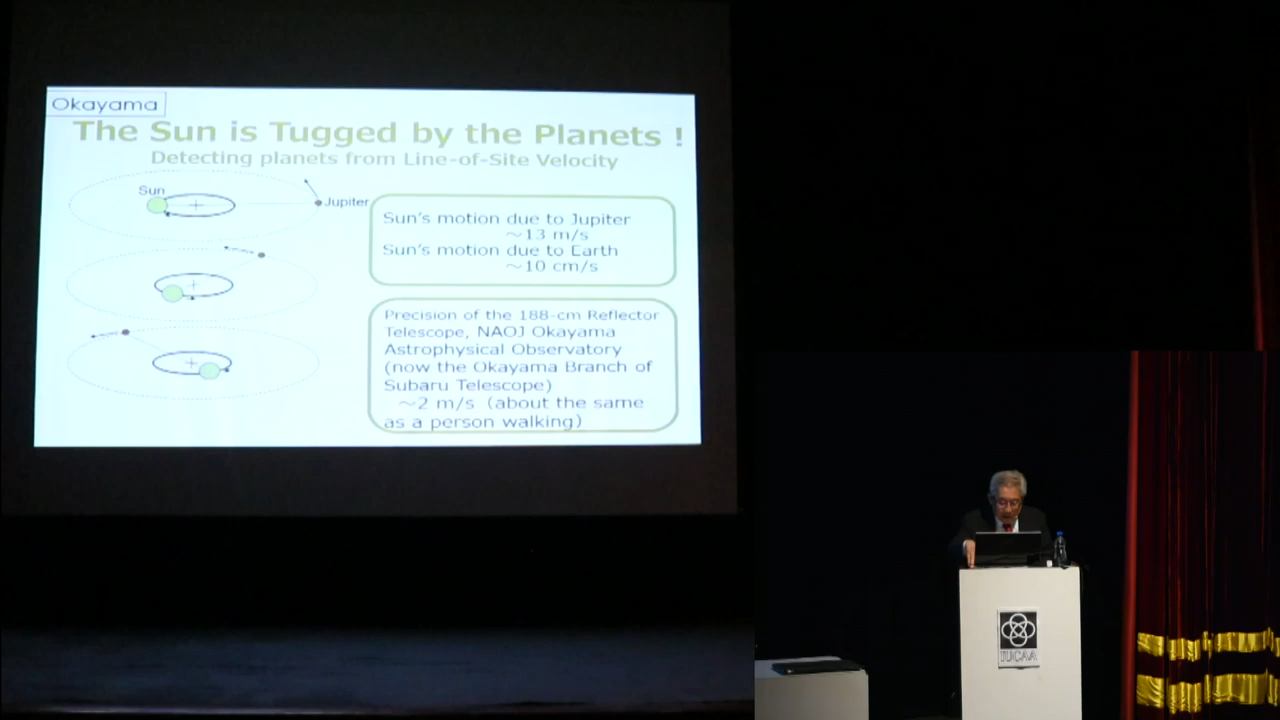 Okayama
The Sun is Tugged by the Planets !
Detecting planets from Line-of-Site Velocity
Sun
Jupiter
Sun's motion due to Jupiter
～13 m/s
Sun's motion due to Earth
～10 cm/s
Precision of the 188-cm Reflector
Telescope, NAOJ Okayama
Astrophysical Observatory
(now the Okayama Branch of
Subaru Telescope)
～2 m/s (about the same
as a person walking)
IUCAA